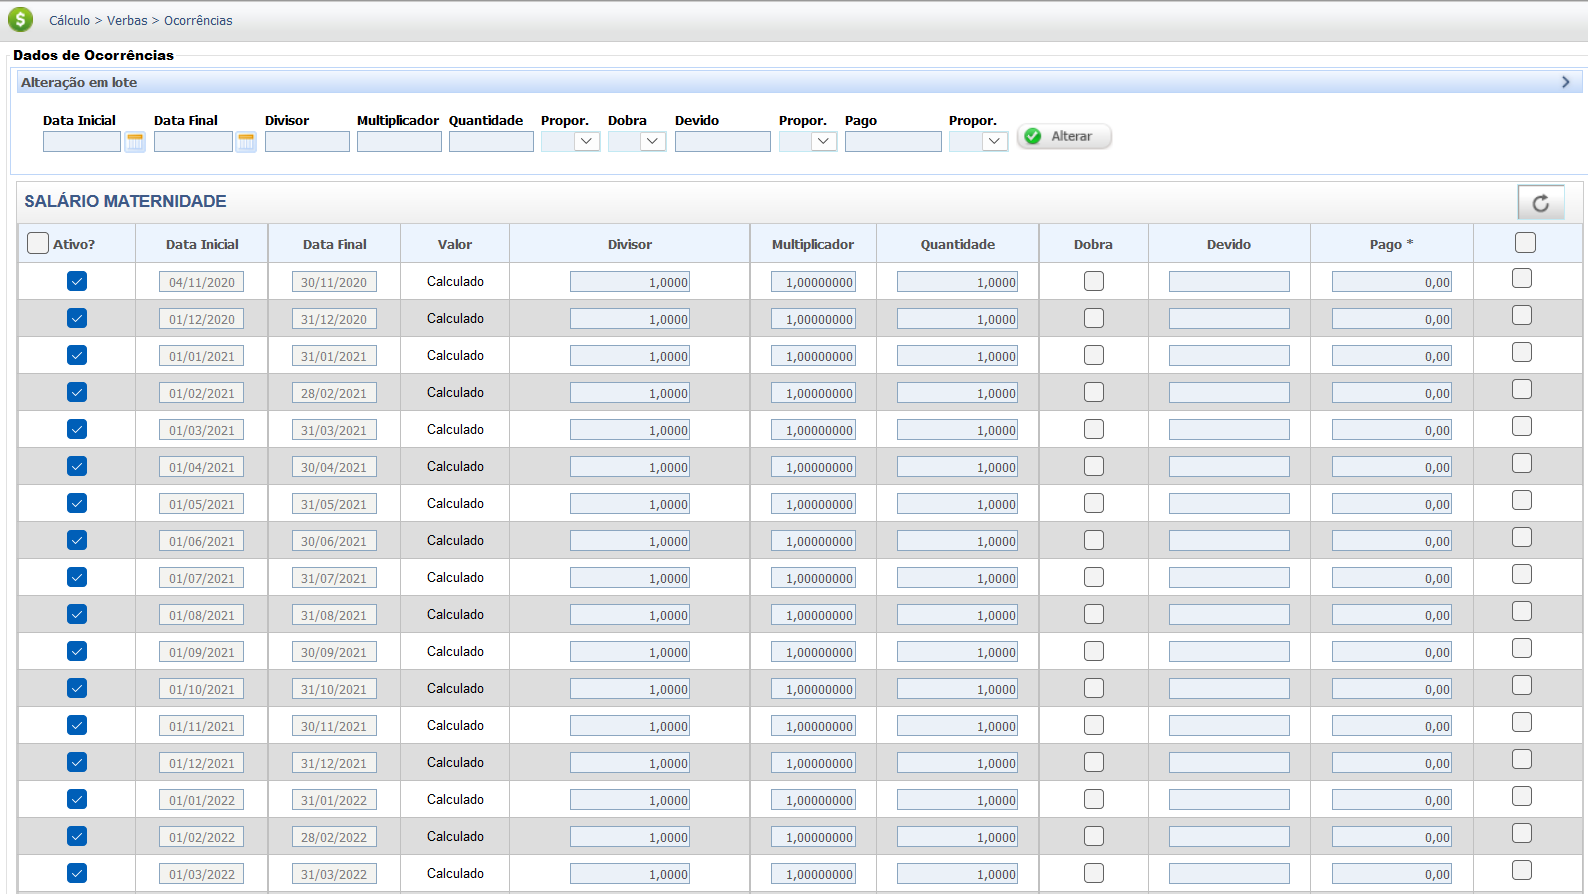 Cálculo > Verbas > Ocorrências
Dados de Ocorrências
Alteração em lote
Data Inicial Data Final Divisor Multiplicador Quantidade Propor. Dobra Devido Propor. Pago Propor.
Alterar
SALÁRIO MATERNIDADE
Ativo? Data Inicial Data Final Valor Divisor Multiplicador Quantidade Dobra Devido Pago *
04/11/2020 30/11/2020 Calculado 1,0000 1,00000000 1,0000 0,00
01/12/2020 31/12/2020 Calculado 1,0000 1,00000000 1,0000 0,00
01/01/2021 31/01/2021 Calculado 1,0000 1,00000000 1,0000 0,00
01/02/2021 28/02/2021 Calculado 1,0000 1,00000000 1,0000 0,00
01/03/2021 31/03/2021 Calculado 1,0000 1,00000000 1,0000 0,00
01/04/2021 30/04/2021 Calculado 1,0000 1,00000000 1,0000 0,00
01/05/2021 31/05/2021 Calculado 1,0000 1,00000000 1,0000 0,00
01/06/2021 30/06/2021 Calculado 1,0000 1,00000000 1,0000 0,00
01/07/2021 31/07/2021 Calculado 1,0000 1,00000000 1,0000 0,00
01/08/2021 31/08/2021 Calculado 1,0000 1,00000000 1,0000 0,00
01/09/2021 30/09/2021 Calculado 1,0000 1,00000000 1,0000 0,00
01/10/2021 31/10/2021 Calculado 1,0000 1,00000000 1,0000 0,00
01/11/2021 30/11/2021 Calculado 1,0000 1,00000000 1,0000 0,00
01/12/2021 31/12/2021 Calculado 1,0000 1,00000000 1,0000 0,00
01/01/2022 31/01/2022 Calculado 1,0000 1,00000000 1,0000 0,00
01/02/2022 28/02/2022 Calculado 1,0000 1,00000000 1,0000 0,00
01/03/2022 31/03/2022 Calculado 1,0000 1,00000000 1,0000 0,00